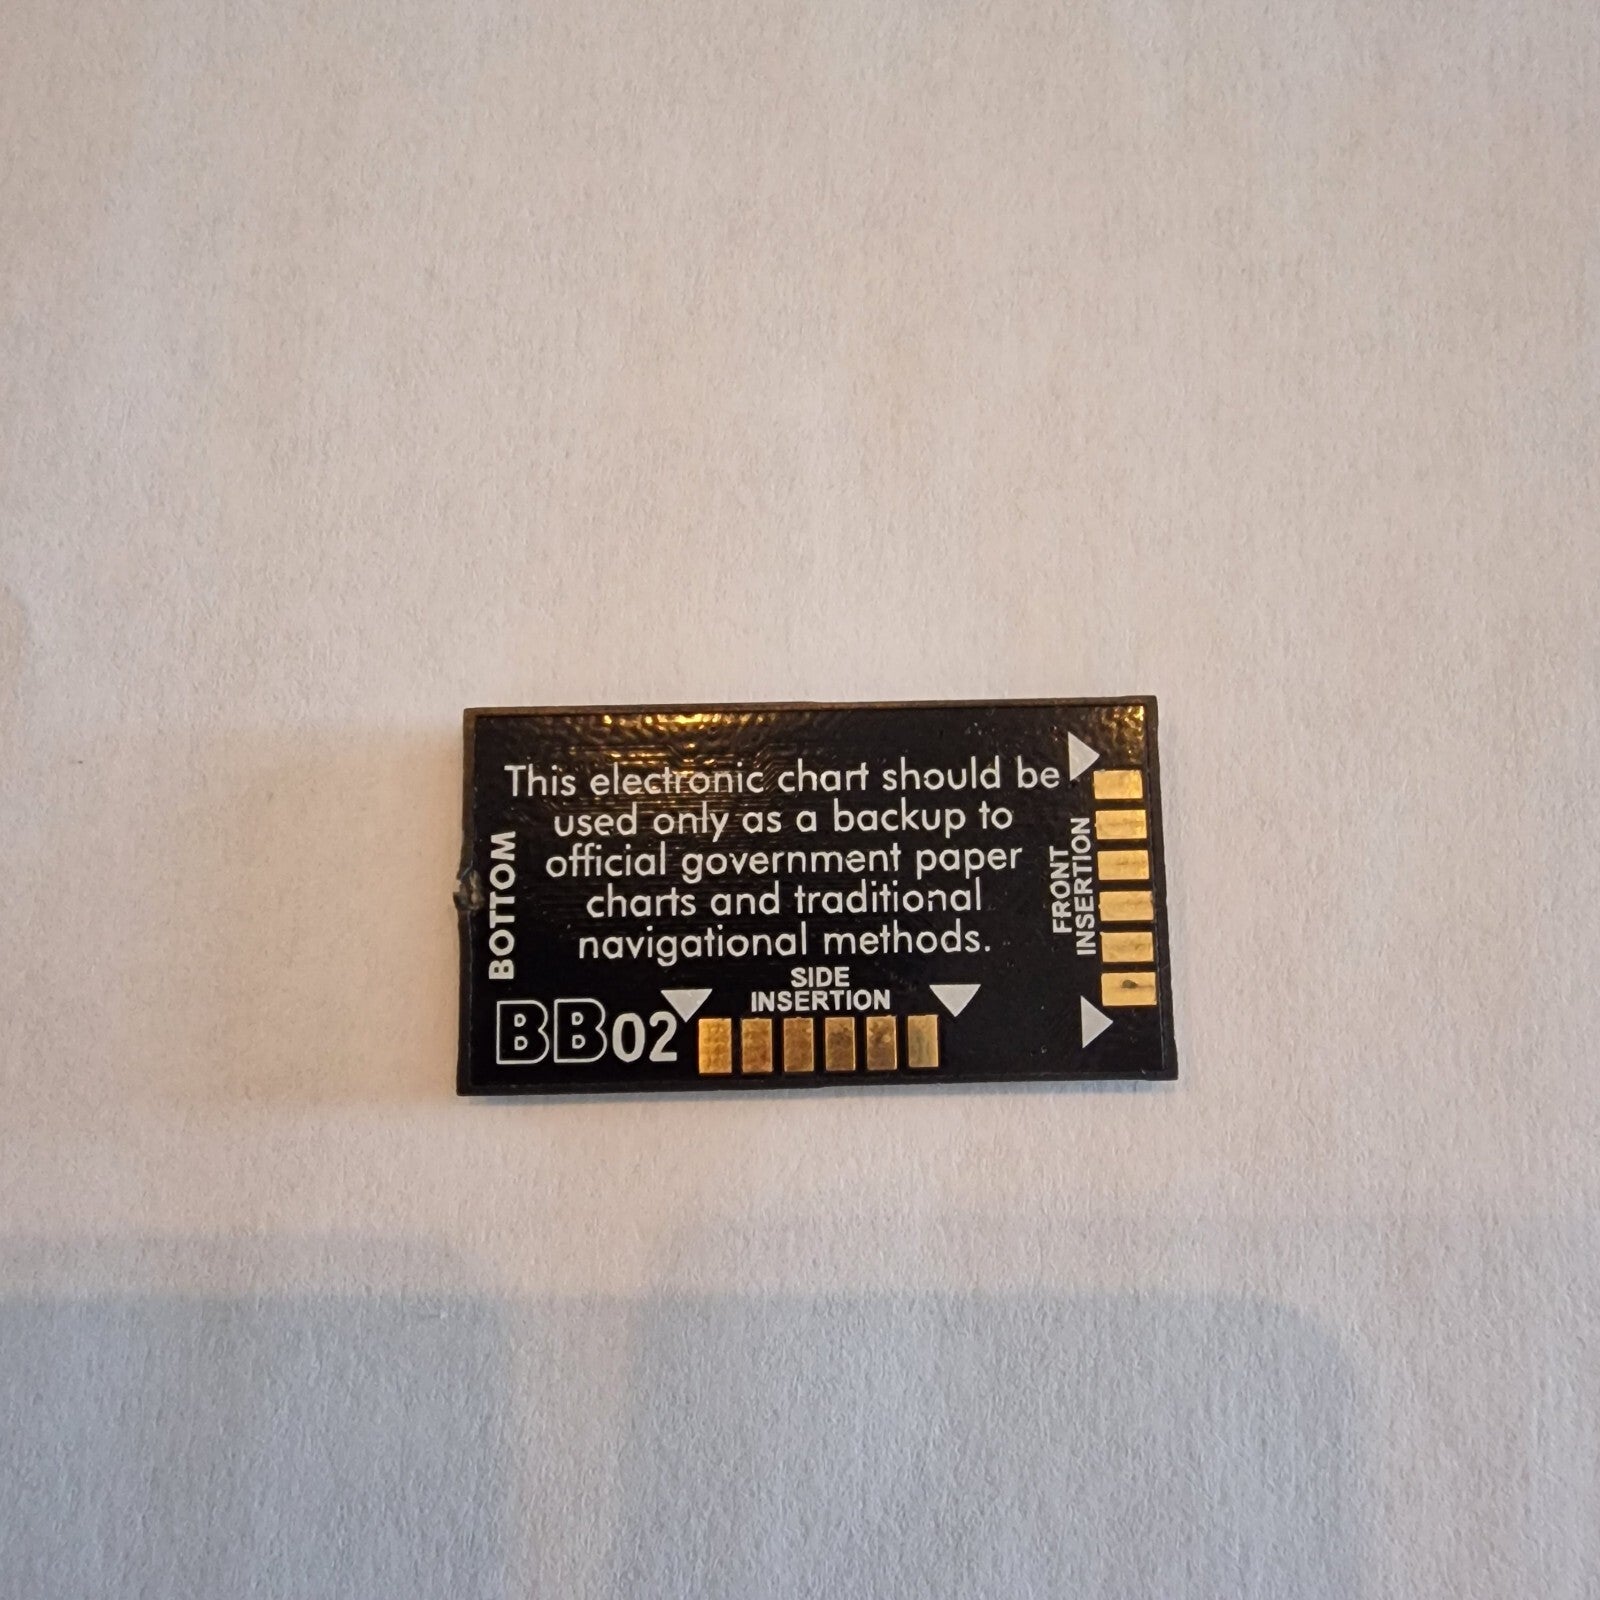 This electronic chart should be
used only as a backup to
official government paper
charts and traditional
navigational methods.
BOTTOM
FRONT
INSERTION
SIDE
INSERTION
BB02